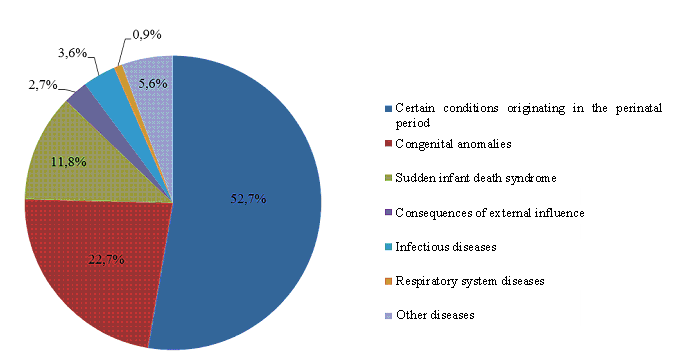 0,9%
3,6%
2,7%
5,6%
11,8%
52,7%
22,7%
Certain conditions originating in the perinatal
period
Congenital anomalies
Sudden infant death syndrome
Consequences of external influence
Infectious diseases
Respiratory system diseases
Other diseases